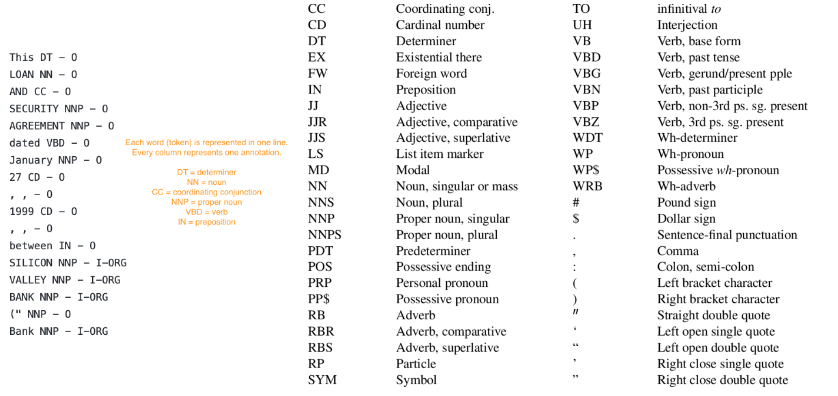 This DT - O
LOAN NN - O
AND CC - O
SECURITY NNP - O
AGREEMENT NNP - O
dated VBD - O
January NNP - O
27 CD - O
, , - O
1999 CD - O
, , - O
between IN - O
SILICON NNP - I-ORG
VALLEY NNP - I-ORG
BANK NNP - I-ORG
(" NNP - O
Bank NNP - I-ORG
Each word (token) is represented in one line.
Every column represents one annotation.
DT = determiner
NN = noun
CC = coordinating conjunction
NNP = proper noun
VBD = verb
IN = preposition
CC Coordinating conj.
CD Cardinal number
DT Determiner
EX Existential there
FW Foreign word
IN Preposition
JJ Adjective
JJR Adjective, comparative
JJS Adjective, superlative
LS List item marker
MD Modal
NN Noun, singular or mass
NNS Noun, plural
NNP Proper noun, singular
NNPS Proper noun, plural
PDT Predeterminer
POS Possessive ending
PRP Personal pronoun
PP$ Possessive pronoun
RB Adverb
RBR Adverb, comparative
RBS Adverb, superlative
RP Particle
SYM Symbol
TO infinitival to
UH Interjection
VB Verb, base form
VBD Verb, past tense
VBG Verb, gerund/present pple
VBN Verb, past participle
VBP Verb, non-3rd ps. sg. present
VBZ Verb, 3rd ps. sg. present
WDT Wh-determiner
WP Wh-pronoun
WP$ Possessive wh-pronoun
WRB Wh-adverb
# Pound sign
$ Dollar sign
. Sentence-final punctuation
, Comma
: Colon, semi-colon
( Left bracket character
) Right bracket character
" Straight double quote
‘ Left open single quote
“ Left open double quote
’ Right close single quote
” Right close double quote